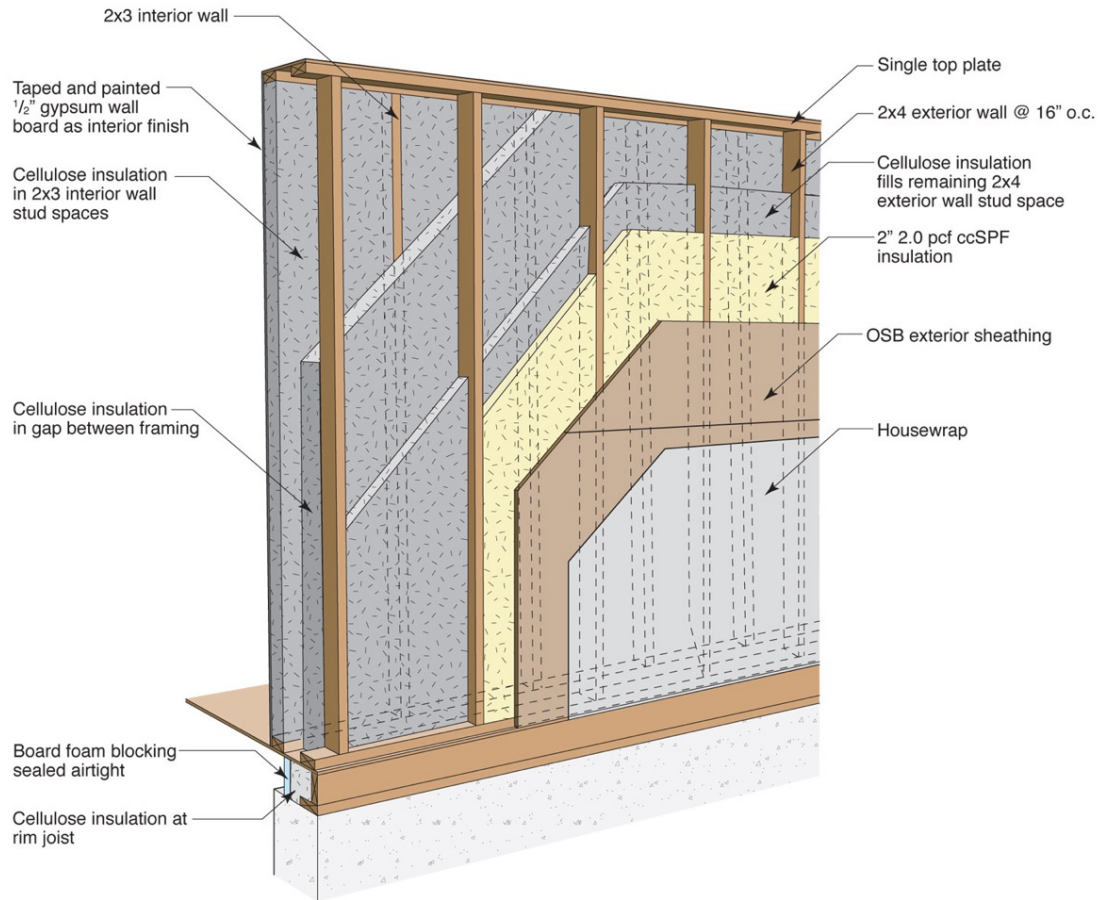 2x3 interior wall
Taped and painted
1/2" gypsum wall
board as interior finish
Cellulose insulation
in 2x3 interior wall
stud spaces
Cellulose insulation
in gap between framing
Board foam blocking
sealed airtight
Cellulose insulation at
rim joist
Single top plate
2x4 exterior wall @ 16” o.c.
Cellulose insulation
fills remaining 2x4
exterior wall stud space
2” 2.0 pcf ccSPF
insulation
OSB exterior sheathing
Housewrap